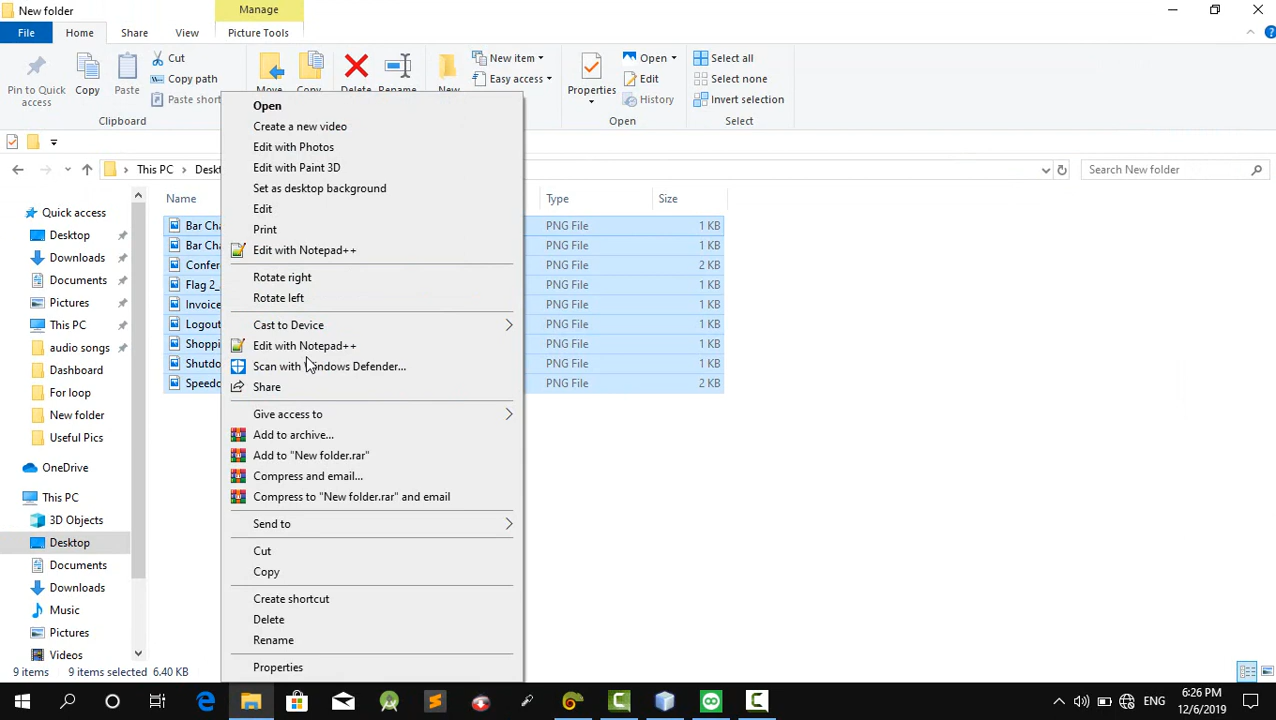 New folder
Manage
File
Home
Share
View
Picture Tools
Pin to Quick
access
Copy
Paste
Cut
Copy path
Paste short
Move
Copy
Delete
Rename
New
New item
Easy access
Properties
Open
Edit
History
Select all
Select none
Invert selection
Clipboard
Open
Select
This PC
Deskt
Search New folder
Name
Type
Size
Bar Cha
PNG File
1 KB
Bar Cha
PNG File
1 KB
Confer
PNG File
2 KB
Flag 2_
PNG File
1 KB
Invoice
PNG File
1 KB
Logout
PNG File
1 KB
Shoppi
PNG File
1 KB
Shutdo
PNG File
1 KB
Speedo
PNG File
2 KB
Quick access
Desktop
Downloads
Documents
Pictures
This PC
audio songs
Dashboard
For loop
New folder
Useful Pics
OneDrive
This PC
3D Objects
Desktop
Documents
Downloads
Music
Pictures
Videos
Open
Create a new video
Edit with Photos
Edit with Paint 3D
Set as desktop background
Edit
Print
Edit with Notepad++
Rotate right
Rotate left
Cast to Device
Edit with Notepad++
Scan with Windows Defender...
Share
Give access to
Add to archive...
Add to "New folder.rar"
Compress and email...
Compress to "New folder.rar" and email
Send to
Cut
Copy
Create shortcut
Delete
Rename
Properties
9 items
9 items selected 6.40 KB
ENG
6:26 PM
12/6/2019